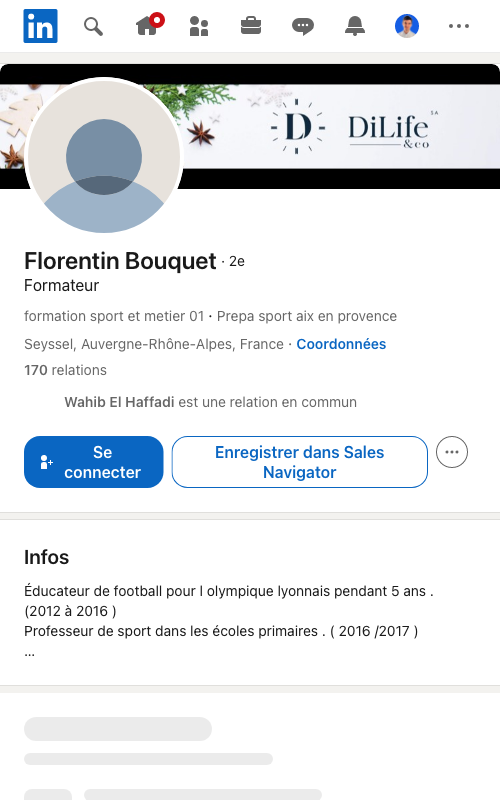 in
D
DiLife
SA
&co
Florentin Bouquet · 2e
Formateur
formation sport et metier 01 • Prepa sport aix en provence
Seyssel, Auvergne-Rhône-Alpes, France · Coordonnées
170 relations
Wahib El Haffadi est une relation en commun
Se
connecter
Enregistrer dans Sales
Navigator
Infos
Éducateur de football pour l olympique lyonnais pendant 5 ans .
(2012 à 2016 )
Professeur de sport dans les écoles primaires . ( 2016 /2017 )
...